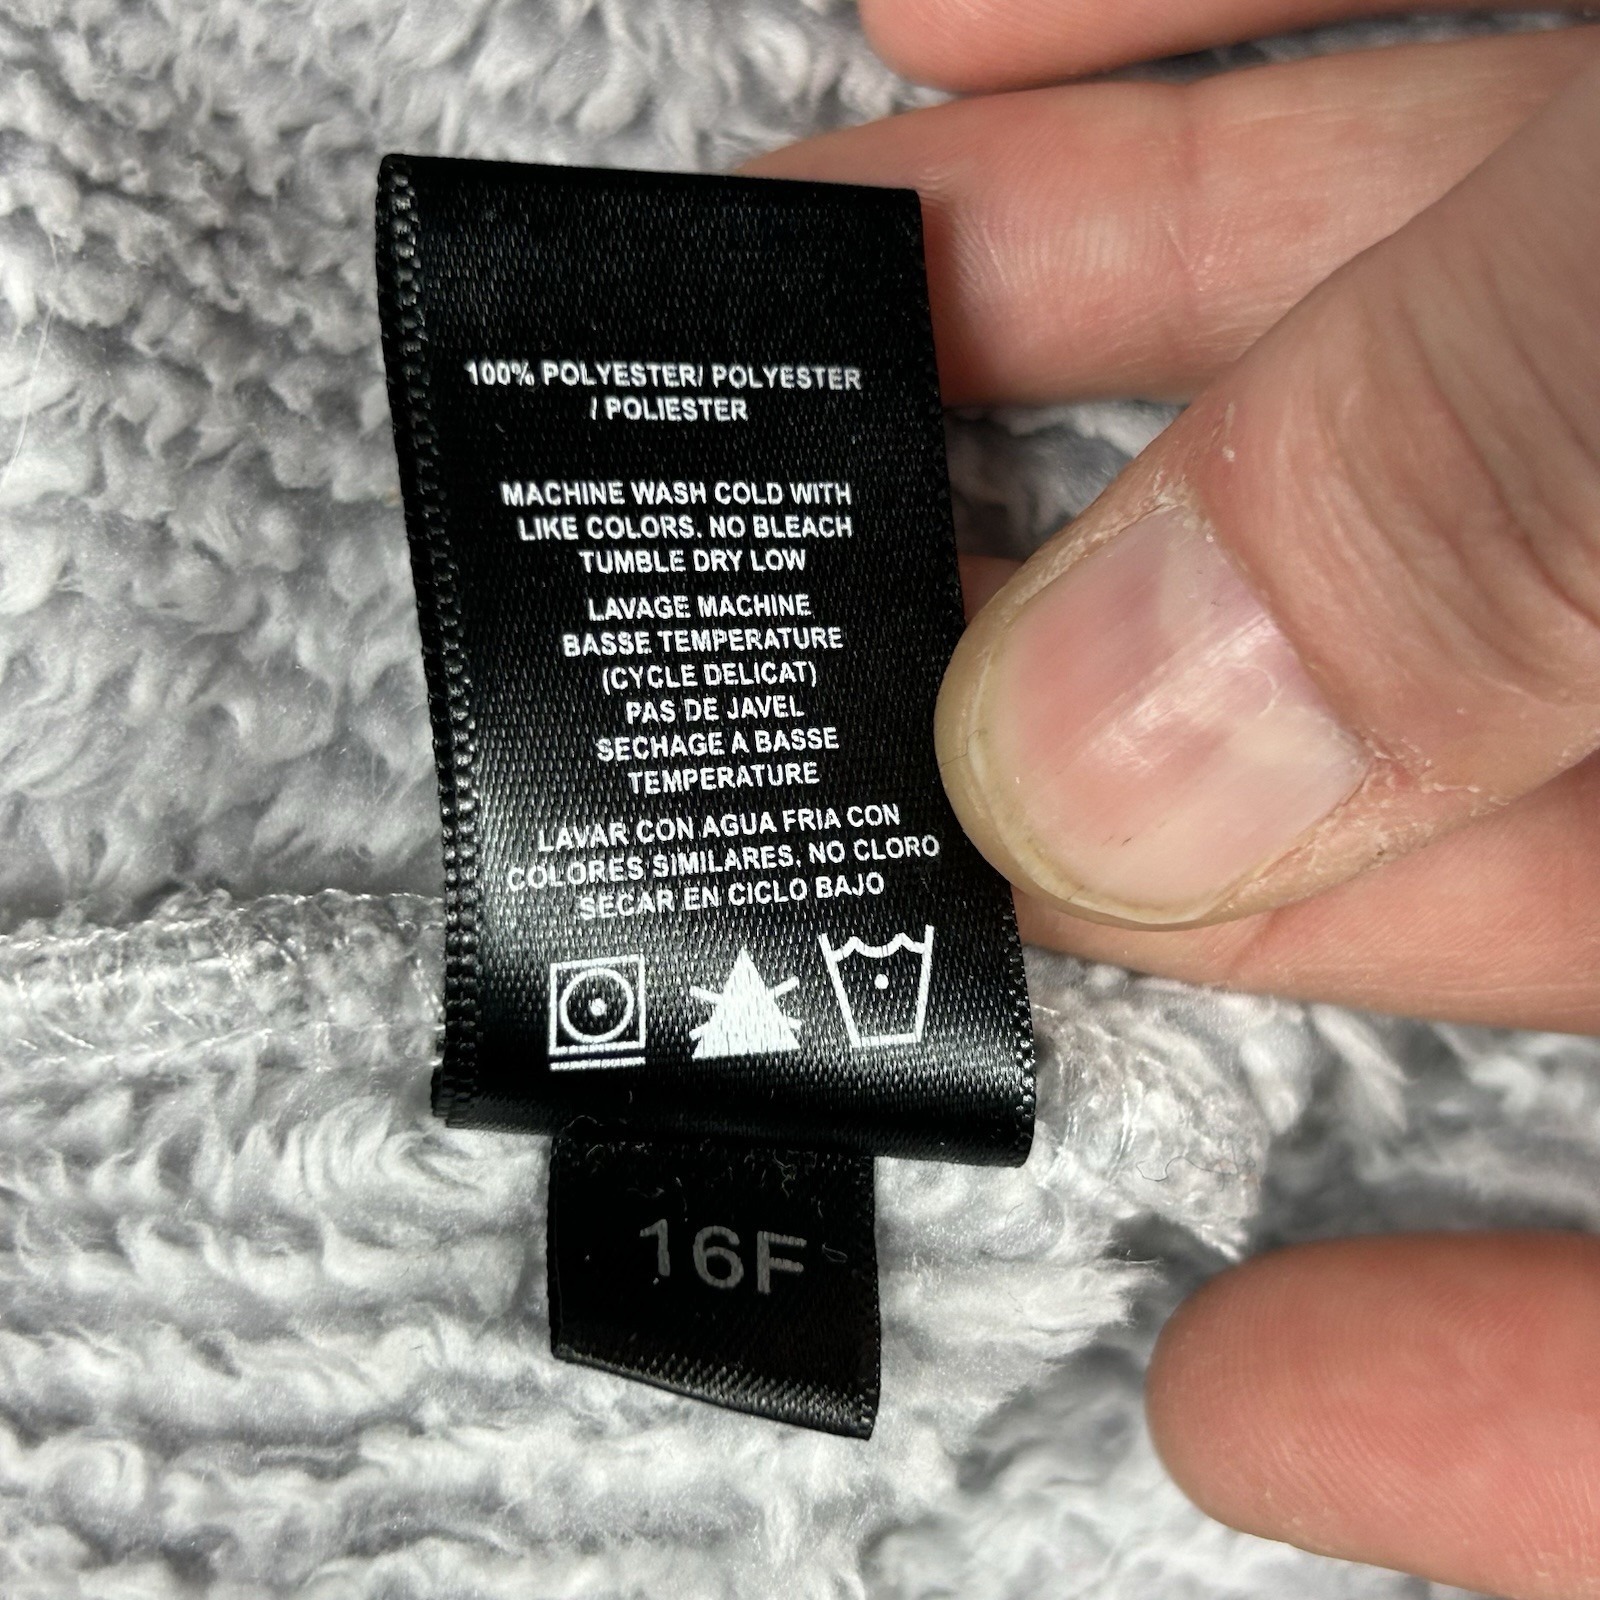 100% POLYESTER/ POLYESTER
/ POLIESTER
MACHINE WASH COLD WITH
LIKE COLORS. NO BLEACH
TUMBLE DRY LOW
LAVAGE MACHINE
BASSE TEMPERATURE
(CYCLE DELICAT)
PAS DE JAVEL
SECHAGE A BASSE
TEMPERATURE
LAVAR CON AGUA FRIA CON
COLORES SIMILARES. NO CLORO
SECAR EN CICLO BAJO
16F